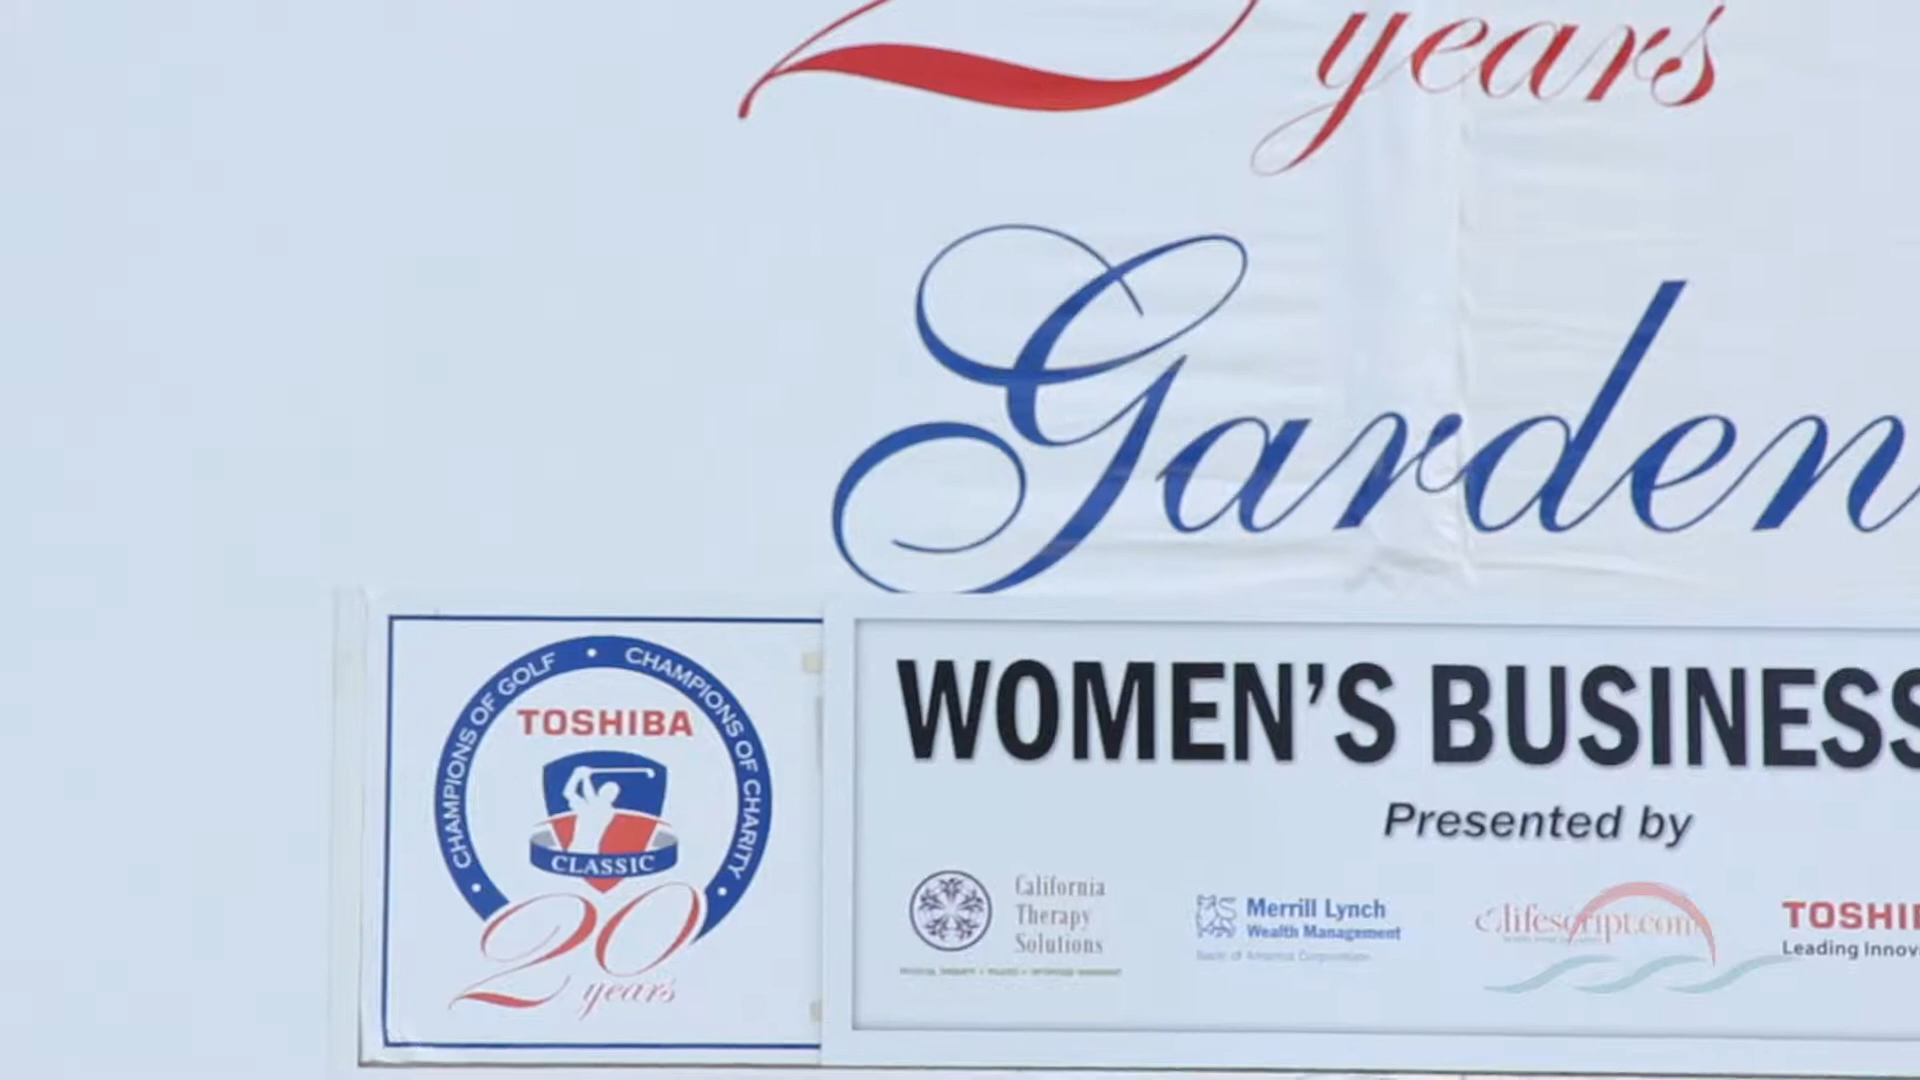 2 years
Garden
CHAMPIONS OF GOLF • CHAMPIONS OF CHARITY
TOSHIBA
CLASSIC
20
years
WOMEN'S BUSINESS
Presented by
California
Therapy
Solutions
Merrill Lynch
Wealth Management
Bank of America Corporation
lifescript.com
TOSHI
Leading Innov